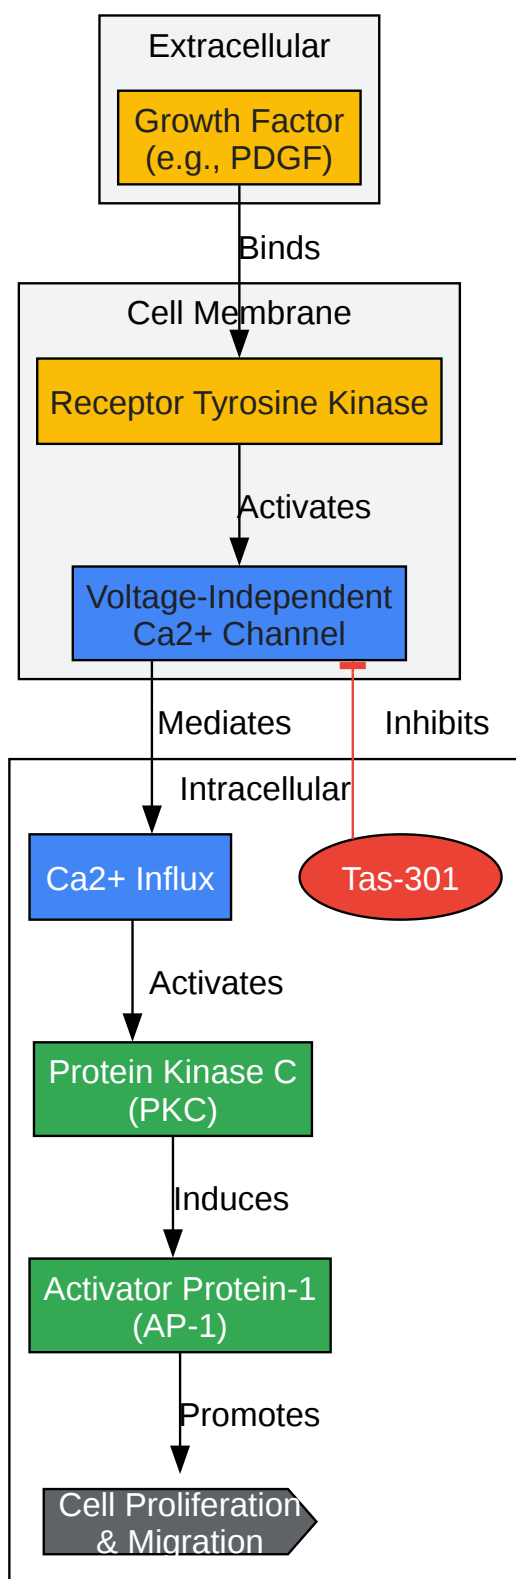 Extracellular
Growth Factor
(e.g., PDGF)
Binds
Cell Membrane
Receptor Tyrosine Kinase
Activates
Voltage-Independent
Ca2+ Channel
Mediates
Inhibits
Intracellular
Ca2+ Influx
Tas-301
Activates
Protein Kinase C
(PKC)
Induces
Activator Protein-1
(AP-1)
Promotes
Cell Proliferation
& Migration